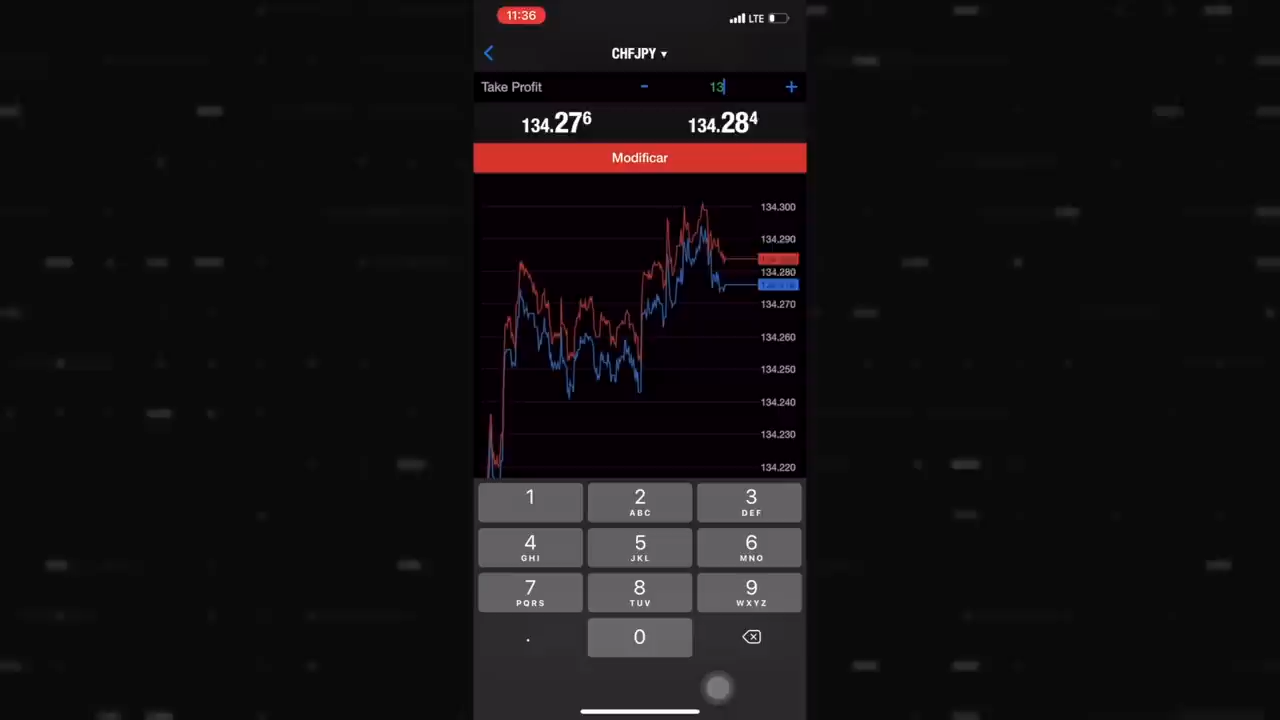 11:36
LTE
CHFJPY ▾
Take Profit - 13 +
134.276 134.284
Modificar
134.300
134.290
134.280
134.270
134.260
134.250
134.240
134.230
134.220
1 2 3
ABC DEF
4 5 6
GHI JKL MNO
7 8 9
PQRS TUV WXYZ
. 0